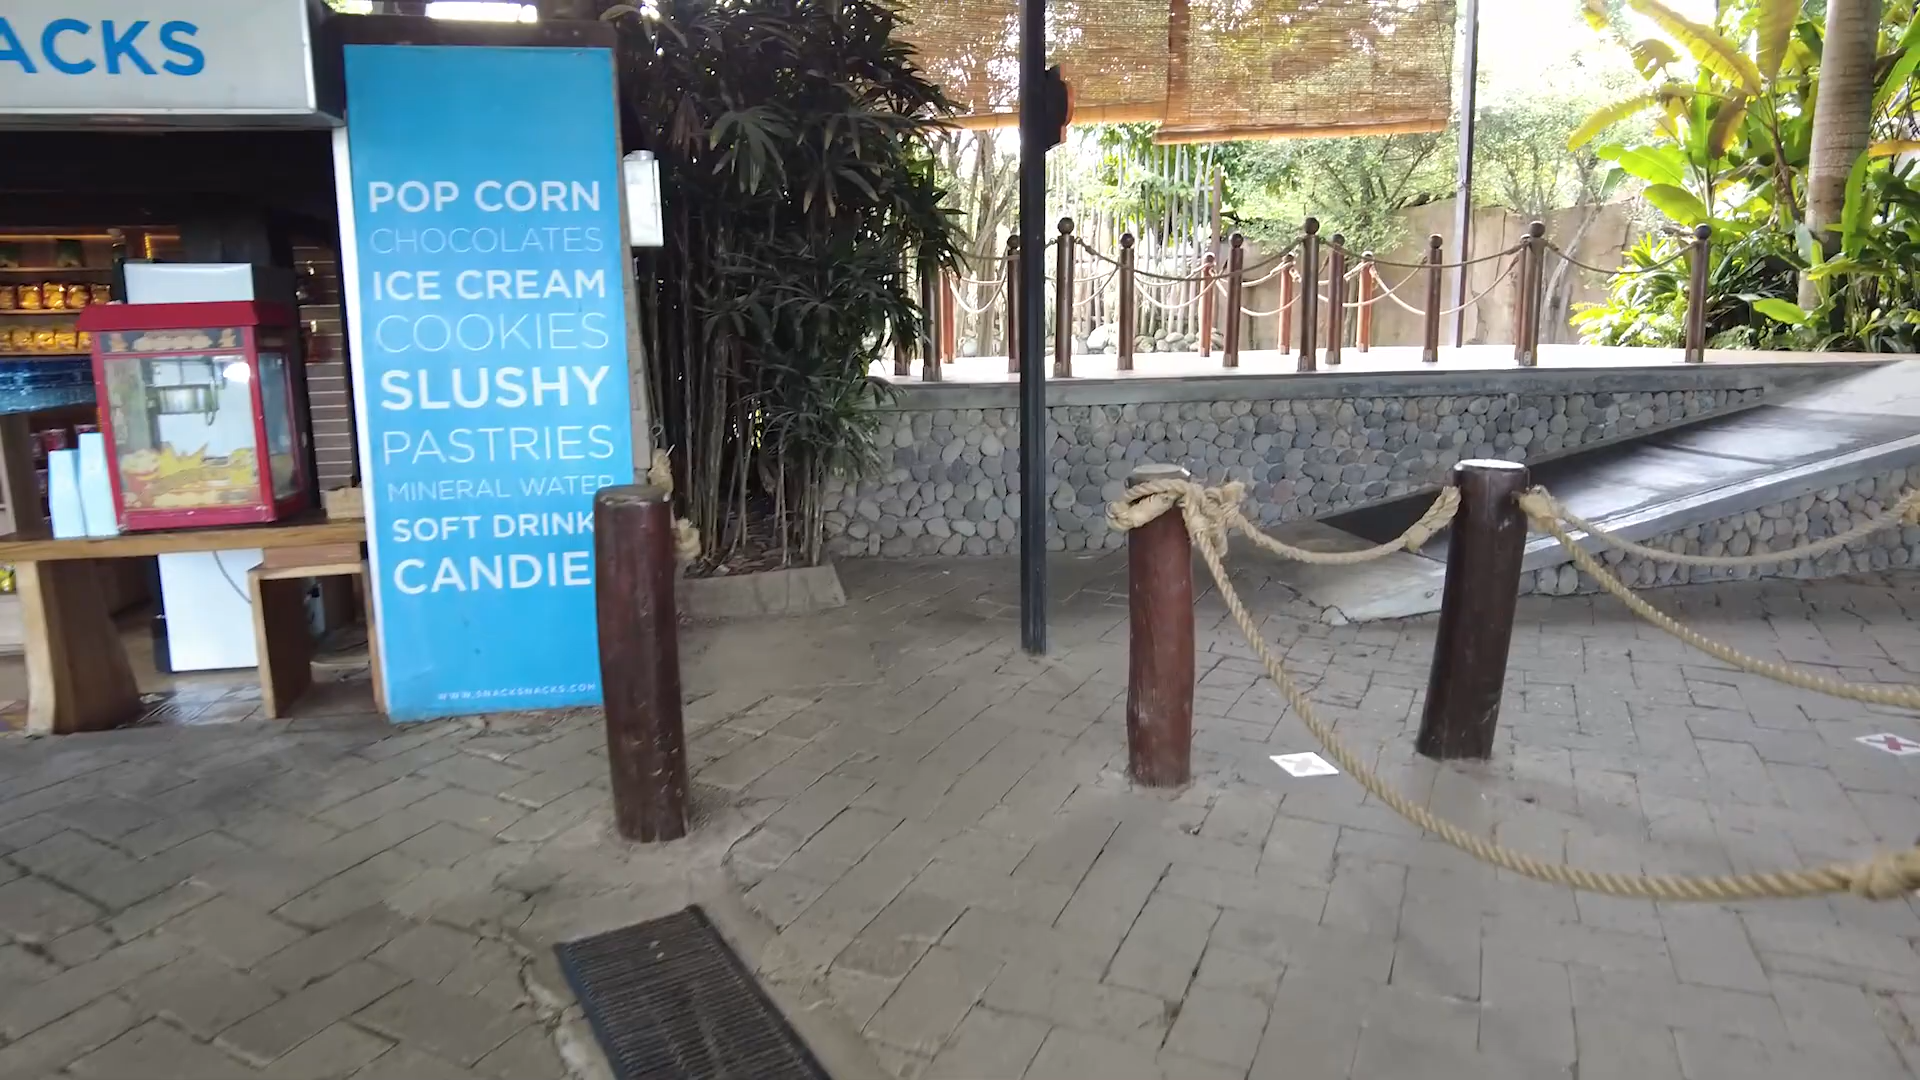 ACKS
POP CORN
CHOCOLATES
ICE CREAM
COOKIES
SLUSHY
PASTRIES
MINERAL WATER
SOFT DRINK
CANDIE
WWW.SNACKSNACKS.COM